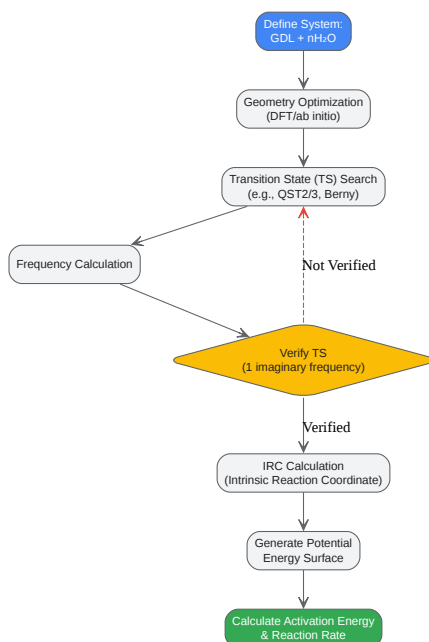 Define System:
GDL + nH₂O
Geometry Optimization
(DFT/ab initio)
Transition State (TS) Search
(e.g., QST2/3, Berny)
Not Verified
Frequency Calculation
Verify TS
(1 imaginary frequency)
Verified
IRC Calculation
(Intrinsic Reaction Coordinate)
Generate Potential
Energy Surface
Calculate Activation Energy
& Reaction Rate